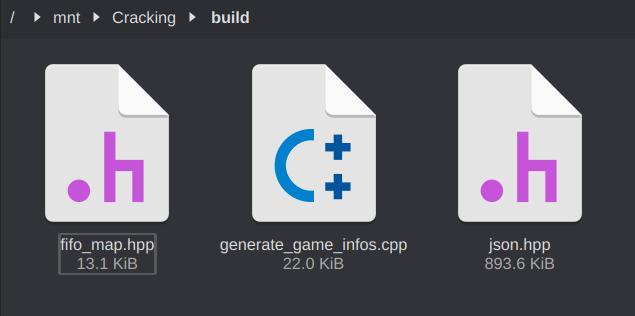 / mnt Cracking build
.h C++ .h
fifo_map.hpp generate_game_infos.cpp json.hpp
13.1 KiB 22.0 KiB 893.6 KiB